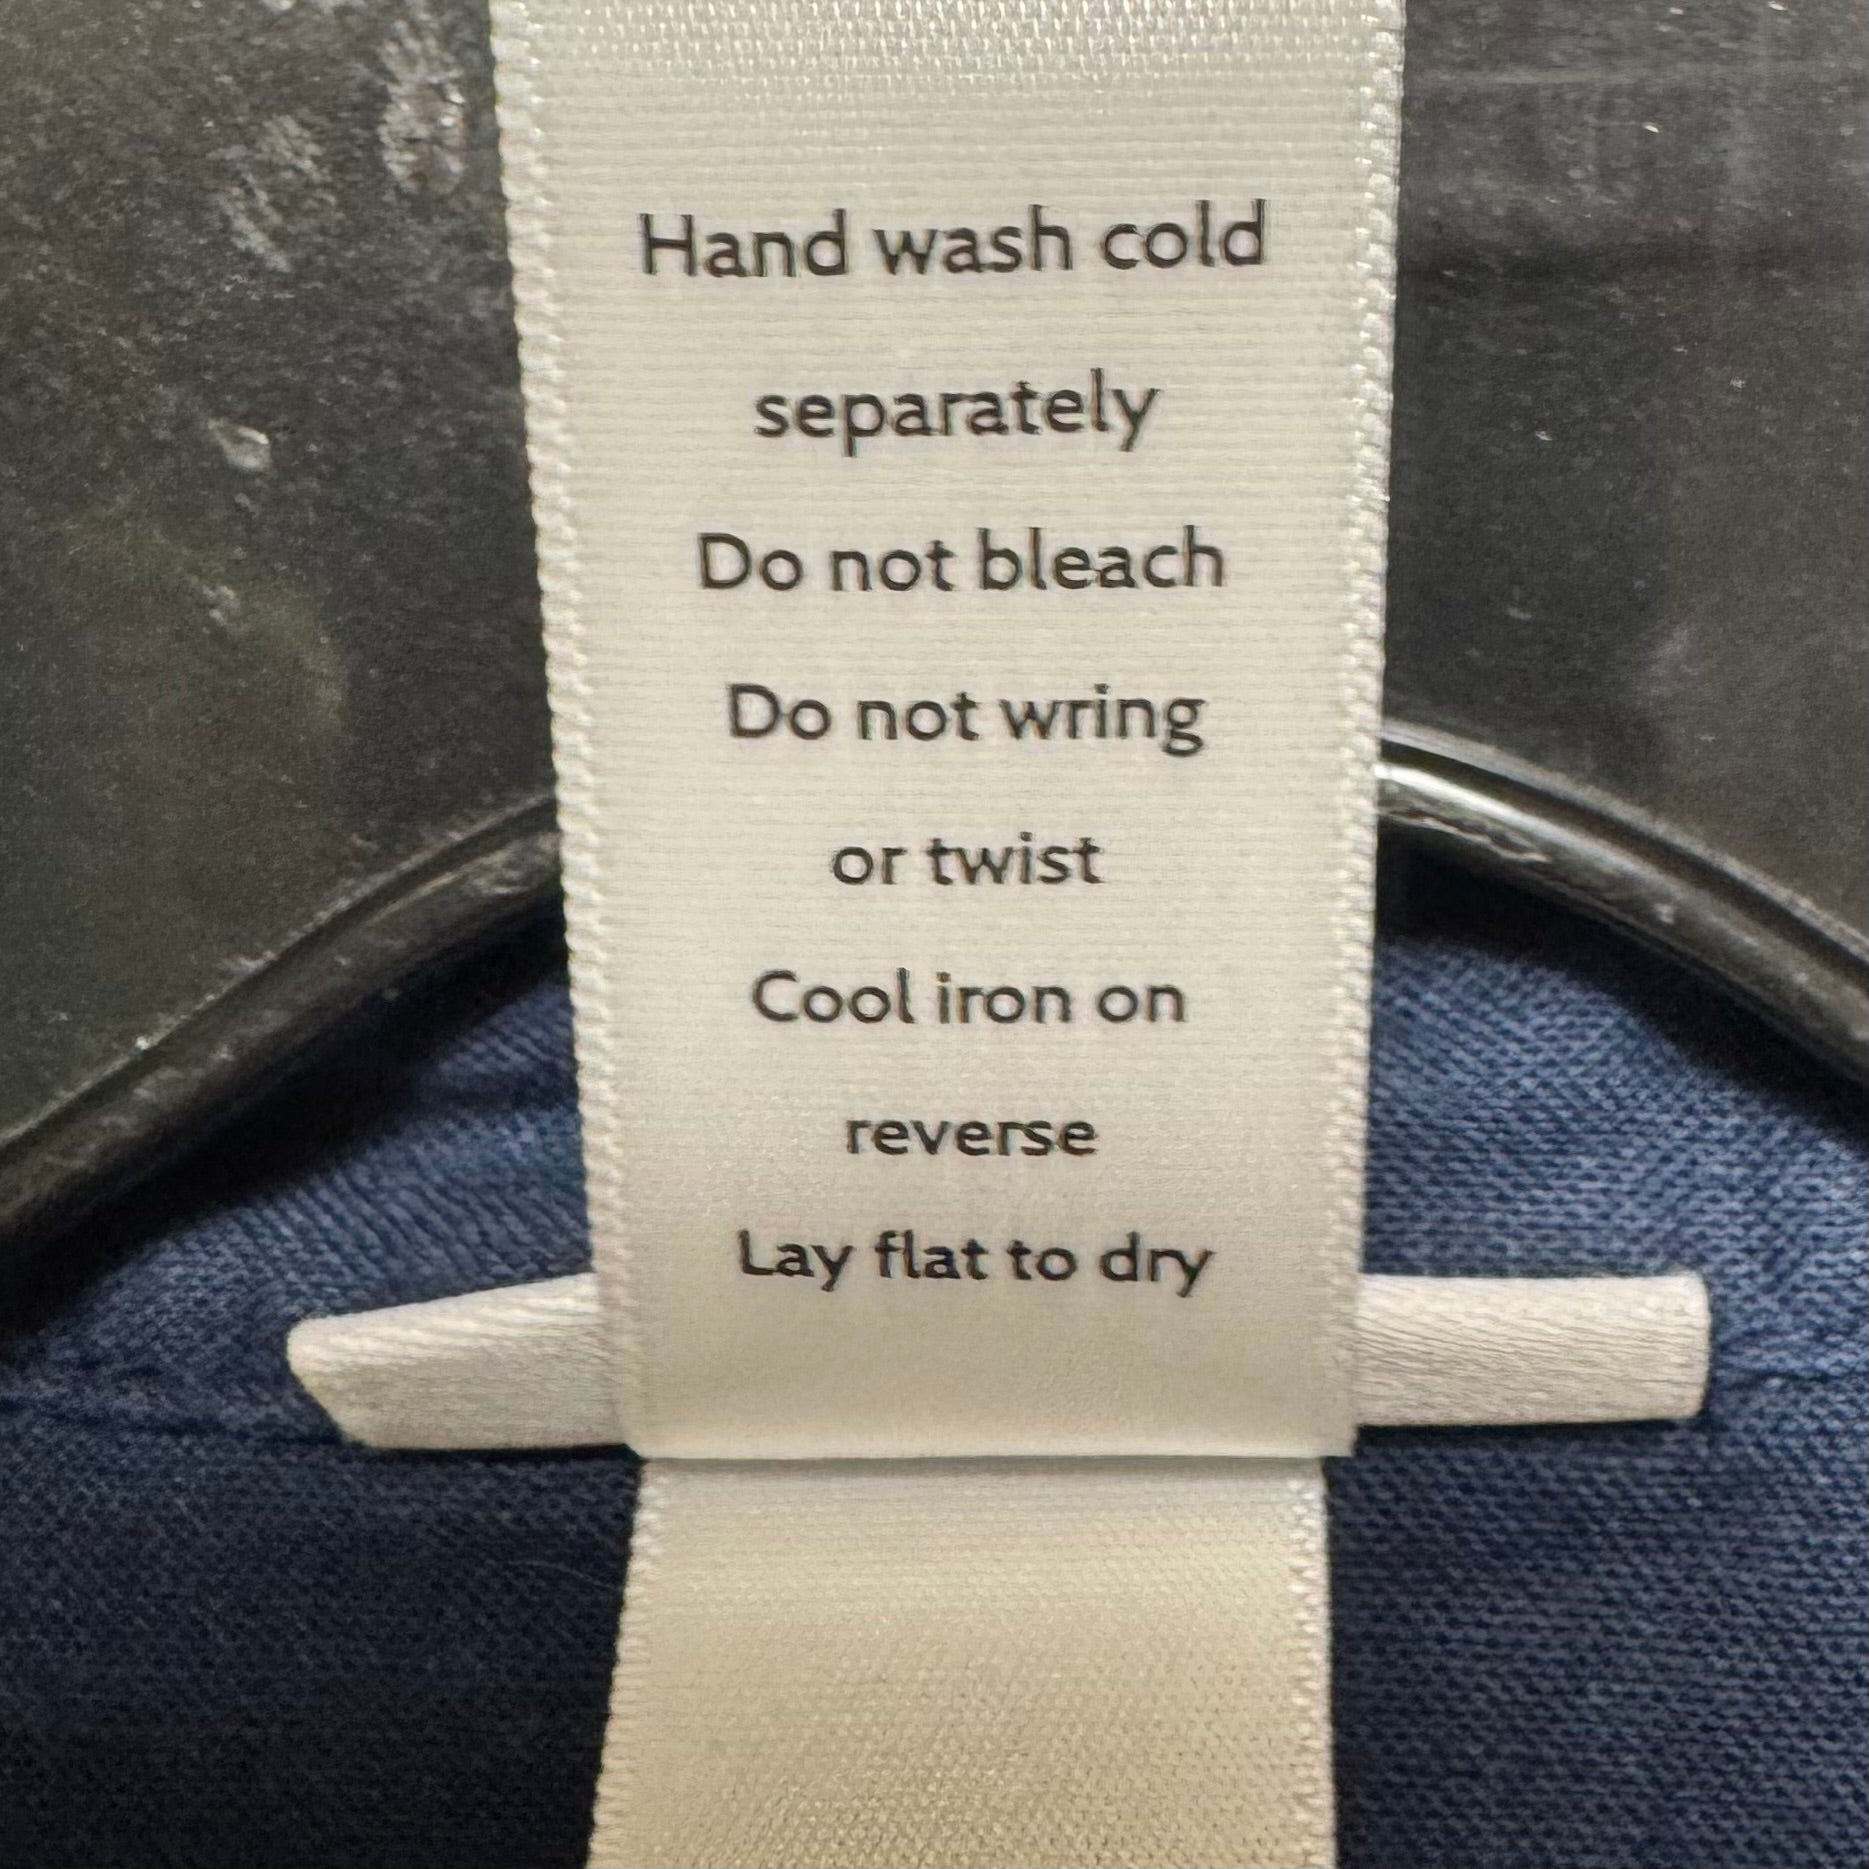 Hand wash cold
separately
Do not bleach
Do not wring
or twist
Cool iron on
reverse
Lay flat to dry